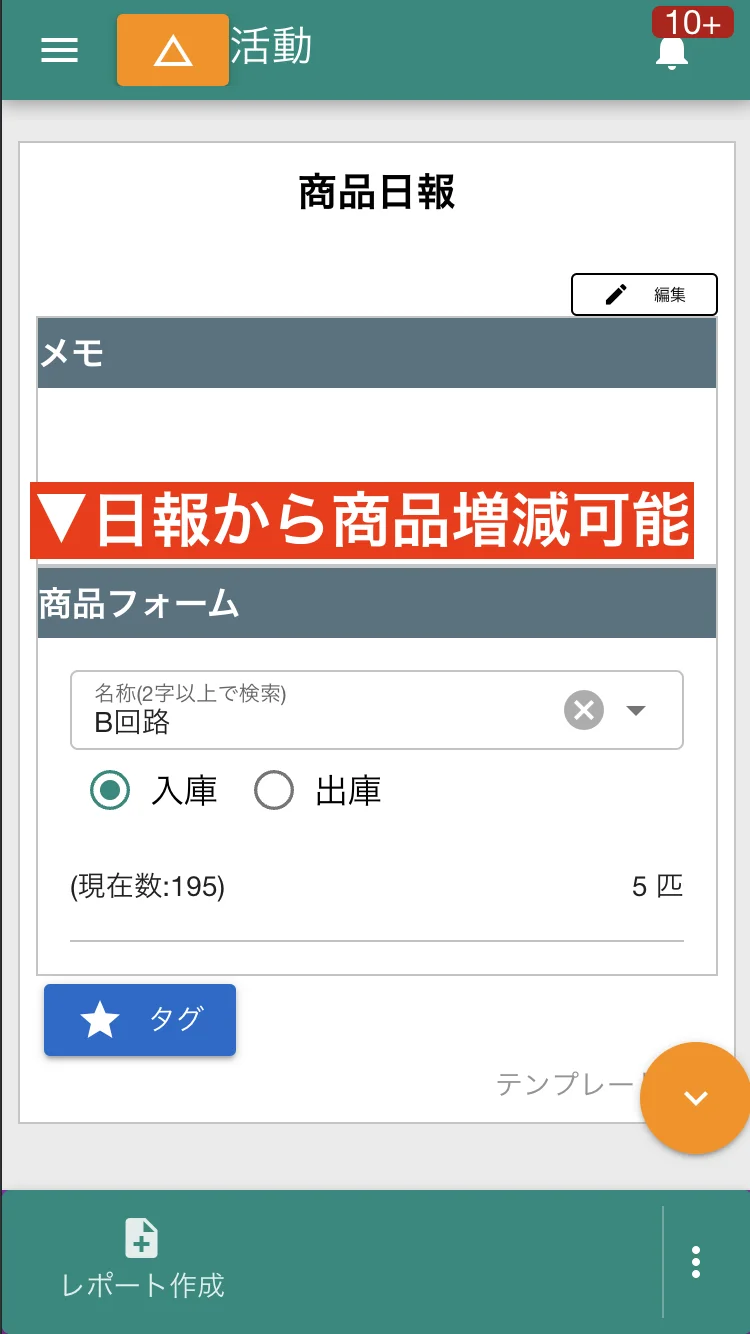 活動
10+
商品日報
編集
メモ
▼日報から商品増減可能
商品フォーム
名称(2字以上で検索)
B回路
入庫 出庫
(現在数:195) 5 匹
タグ
テンプレー
レポート作成